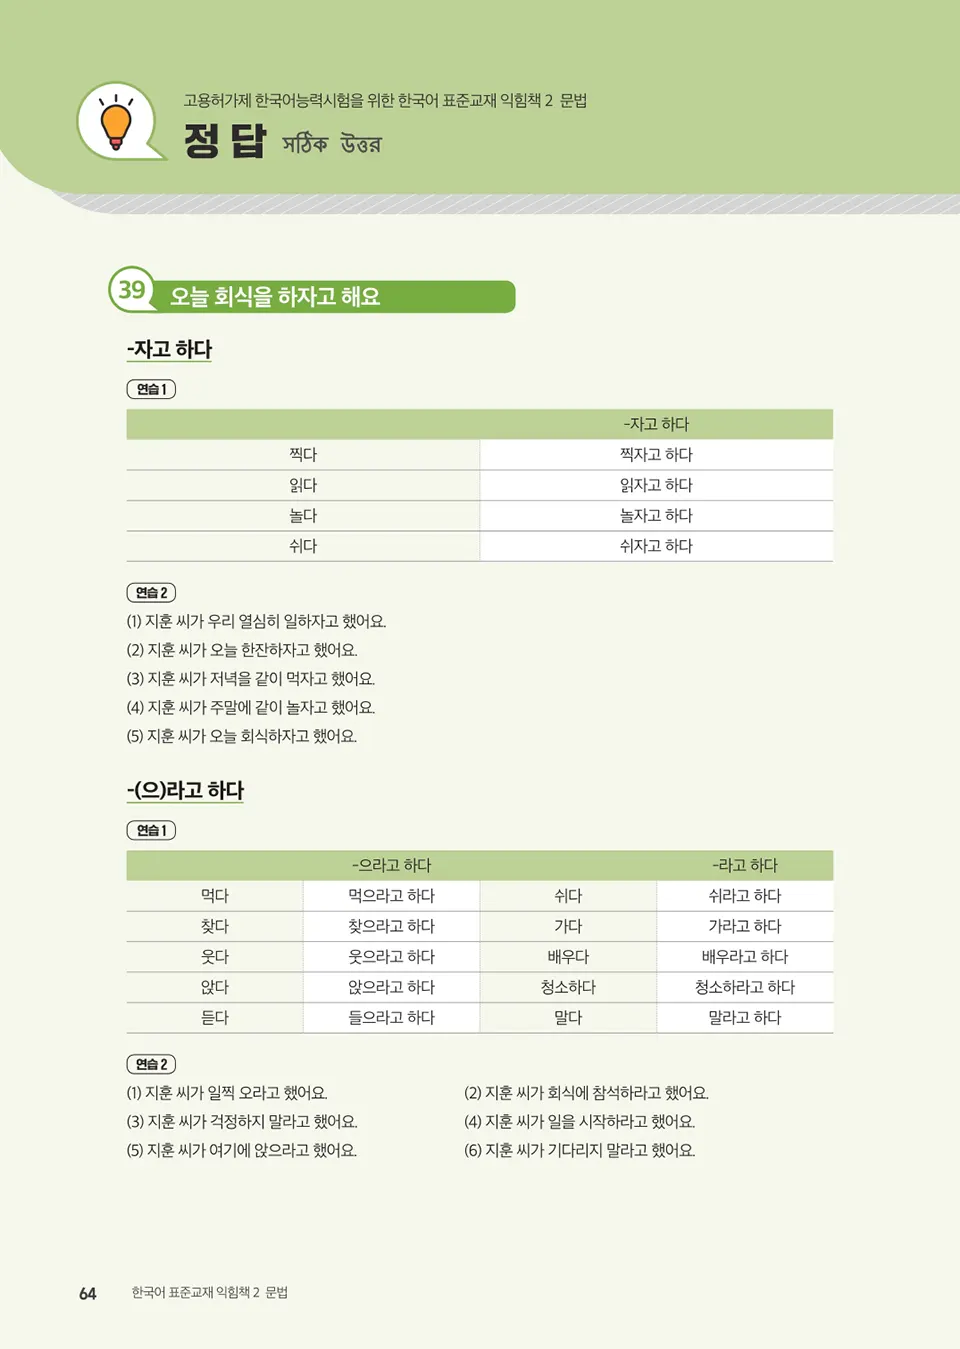 고용허가제 한국어능력시험을 위한 한국어 표준교재 익힘책 2 문법
정답 সঠিক উত্তর
39 오늘 회식을 하자고 해요
-자고 하다
연습 1
-자고 하다
찍다 찍자고 하다
읽다 읽자고 하다
놀다 놀자고 하다
쉬다 쉬자고 하다
연습 2
(1) 지훈 씨가 우리 열심히 일하자고 했어요.
(2) 지훈 씨가 오늘 한잔하자고 했어요.
(3) 지훈 씨가 저녁을 같이 먹자고 했어요.
(4) 지훈 씨가 주말에 같이 놀자고 했어요.
(5) 지훈 씨가 오늘 회식하자고 했어요.
-(으)라고 하다
연습 1
-으라고 하다 -라고 하다
먹다 먹으라고 하다 쉬다 쉬라고 하다
찾다 찾으라고 하다 가다 가라고 하다
웃다 웃으라고 하다 배우다 배우라고 하다
앉다 앉으라고 하다 청소하다 청소하라고 하다
듣다 들으라고 하다 말다 말라고 하다
연습 2
(1) 지훈 씨가 일찍 오라고 했어요. (2) 지훈 씨가 회식에 참석하라고 했어요.
(3) 지훈 씨가 걱정하지 말라고 했어요. (4) 지훈 씨가 일을 시작하라고 했어요.
(5) 지훈 씨가 여기에 앉으라고 했어요. (6) 지훈 씨가 기다리지 말라고 했어요.
64 한국어 표준교재 익힘책 2 문법